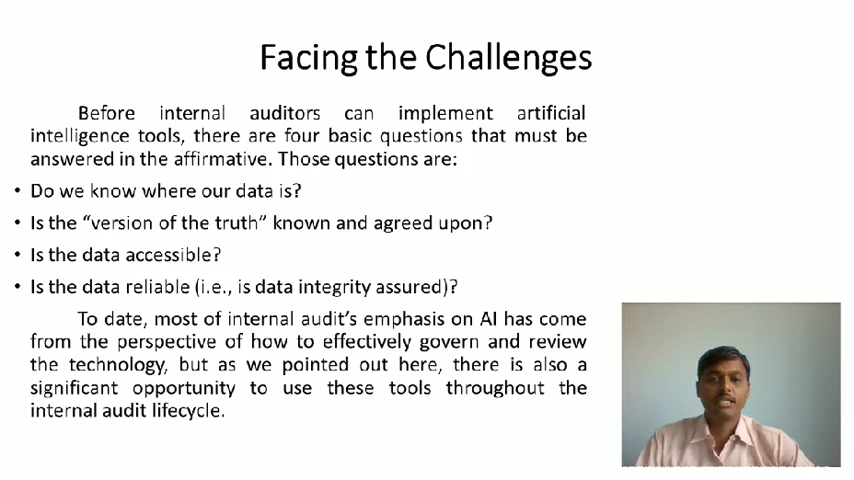 Facing the Challenges
Before internal auditors can implement artificial
intelligence tools, there are four basic questions that must be
answered in the affirmative. Those questions are:
• Do we know where our data is?
• Is the “version of the truth” known and agreed upon?
• Is the data accessible?
• Is the data reliable (i.e., is data integrity assured)?
To date, most of internal audit’s emphasis on AI has come
from the perspective of how to effectively govern and review
the technology, but as we pointed out here, there is also a
significant opportunity to use these tools throughout the
internal audit lifecycle.